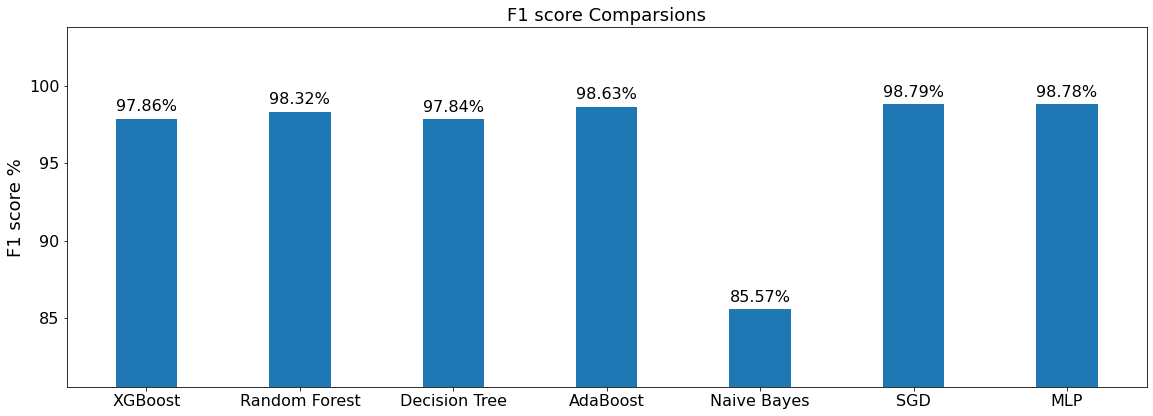 F1 score Comparsions
F1 score %
100
95
90
85
97.86%
98.32%
97.84%
98.63%
85.57%
98.79%
98.78%
XGBoost
Random Forest
Decision Tree
AdaBoost
Naive Bayes
SGD
MLP